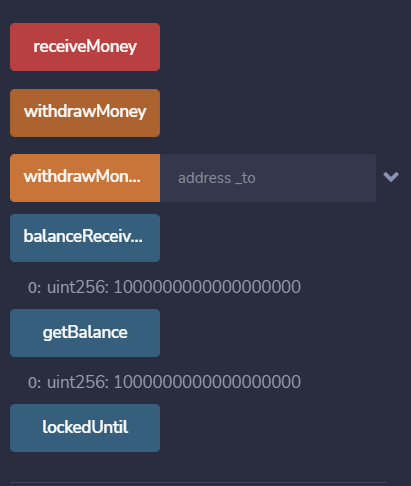 receiveMoney
withdrawMoney
withdrawMon... address _to
balanceReceiv...
0: uint256: 1000000000000000000
getBalance
0: uint256: 1000000000000000000
lockedUntil